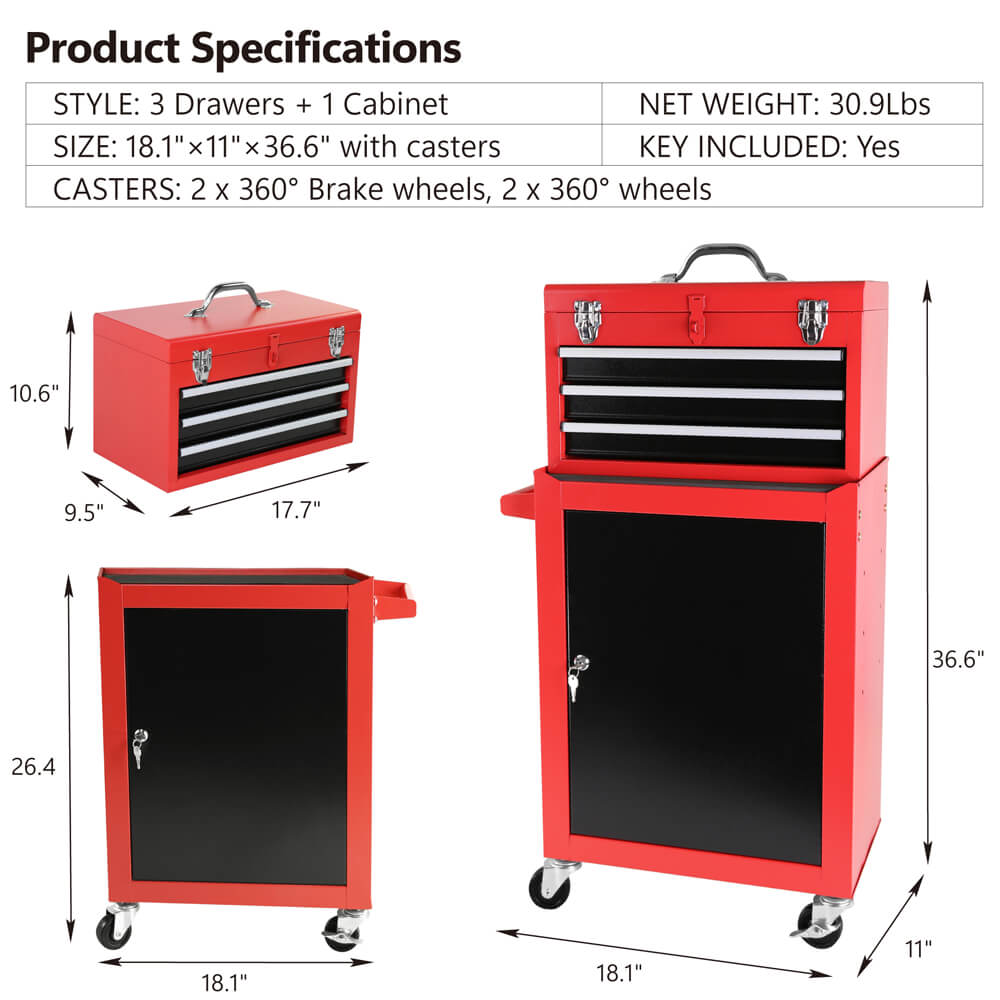 Product Specifications
STYLE: 3 Drawers + 1 Cabinet
NET WEIGHT: 30.9Lbs
SIZE: 18.1"×11"×36.6" with casters
KEY INCLUDED: Yes
CASTERS: 2 x 360° Brake wheels, 2 x 360° wheels
10.6"
9.5"
17.7"
26.4
18.1"
36.6"
18.1"
11"